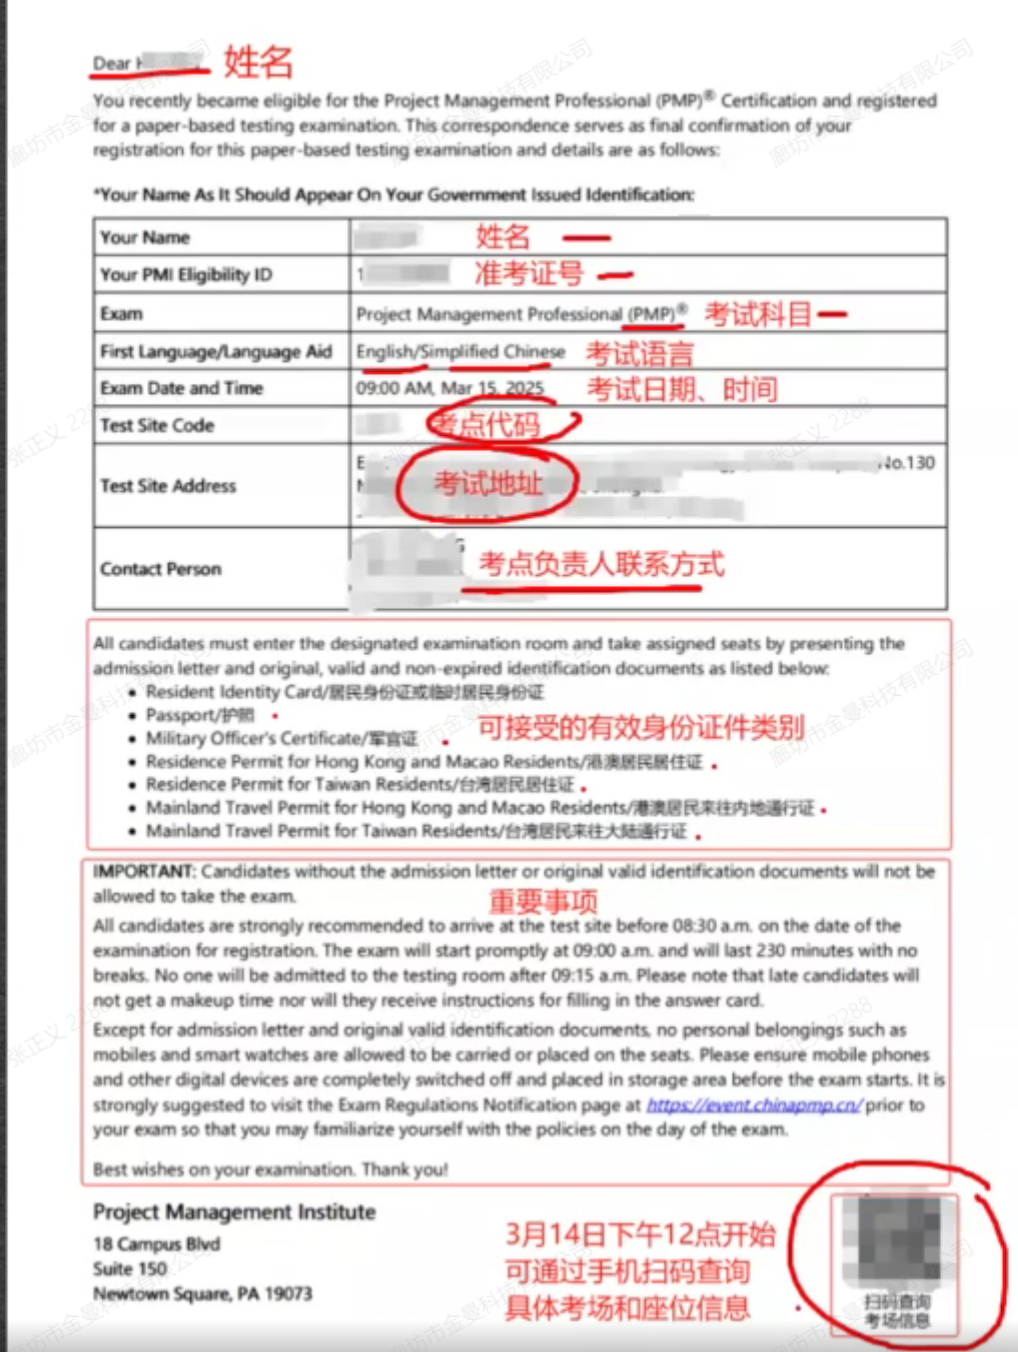 Dear 姓名
You recently became eligible for the Project Management Professional (PMP)® Certification and registered
for a paper-based testing examination. This correspondence serves as final confirmation of your
registration for this paper-based testing examination and details are as follows:
*Your Name As It Should Appear On Your Government Issued Identification:
Your Name 姓名
Your PMI Eligibility ID 1 准考证号
Exam Project Management Professional (PMP)® 考试科目
First Language/Language Aid English/Simplified Chinese 考试语言
Exam Date and Time 09:00 AM, Mar 15, 2025 考试日期、时间
Test Site Code 考点代码
Test Site Address 考试地址 No.130
Contact Person 考点负责人联系方式
All candidates must enter the designated examination room and take assigned seats by presenting the
admission letter and original, valid and non-expired identification documents as listed below:
• Resident Identity Card/居民身份证或临时居民身份证
• Passport/护照
可接受的有效身份证件类别
• Military Officer's Certificate/军官证
• Residence Permit for Hong Kong and Macao Residents/港澳居民居住证
• Residence Permit for Taiwan Residents/台湾居民居住证
• Mainland Travel Permit for Hong Kong and Macao Residents/港澳居民来往内地通行证
• Mainland Travel Permit for Taiwan Residents/台湾居民来往大陆通行证
IMPORTANT: Candidates without the admission letter or original valid identification documents will not be
allowed to take the exam.
重要事项
All candidates are strongly recommended to arrive at the test site before 08:30 a.m. on the date of the
examination for registration. The exam will start promptly at 09:00 a.m. and will last 230 minutes with no
breaks. No one will be admitted to the testing room after 09:15 a.m. Please note that late candidates will
not get a makeup time nor will they receive instructions for filling in the answer card.
Except for admission letter and original valid identification documents, no personal belongings such as
mobiles and smart watches are allowed to be carried or placed on the seats. Please ensure mobile phones
and other digital devices are completely switched off and placed in storage area before the exam starts. It is
strongly suggested to visit the Exam Regulations Notification page at https://event.chinapmp.cn/ prior to
your exam so that you may familiarize yourself with the policies on the day of the exam.
Best wishes on your examination. Thank you!
Project Management Institute
18 Campus Blvd
Suite 150
Newtown Square, PA 19073
3月14日下午12点开始
可通过手机扫码查询
具体考场和座位信息
扫码查询
考场信息
廊坊市金曼科技有限公司
张正义 2288